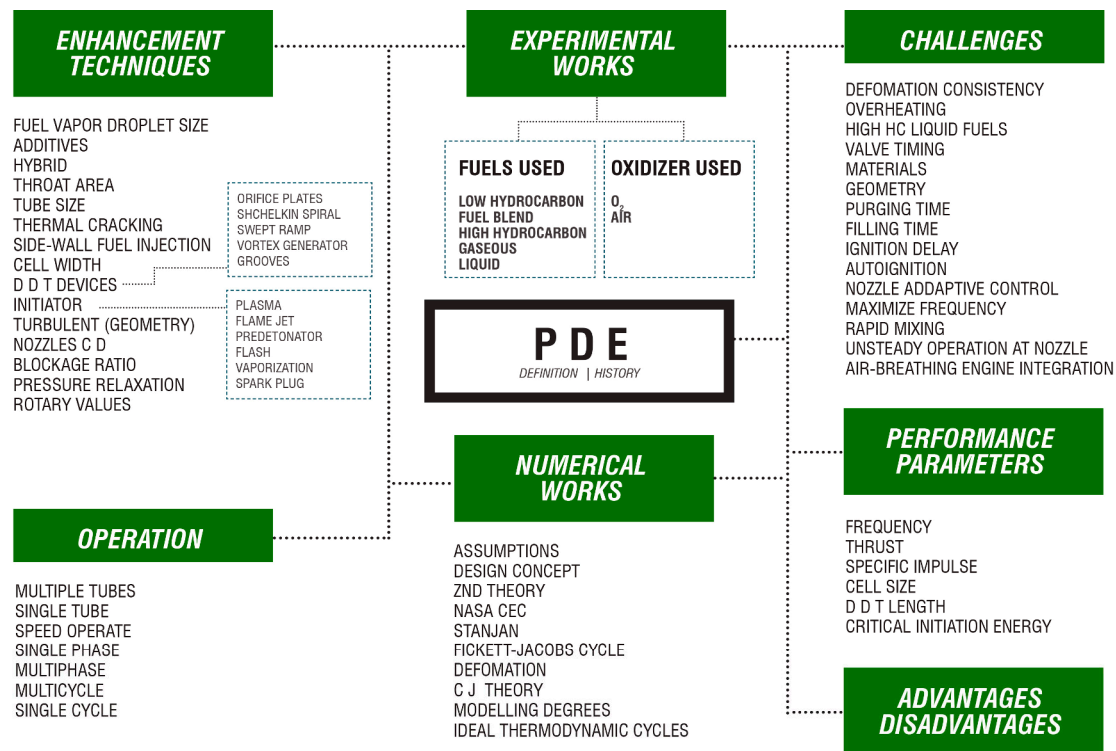 ENHANCEMENT
TECHNIQUES
FUEL VAPOR DROPLET SIZE
ADDITIVES
HYBRID
THROAT AREA
TUBE SIZE
THERMAL CRACKING
SIDE-WALL FUEL INJECTION
CELL WIDTH
D D T DEVICES
INITIATOR
TURBULENT (GEOMETRY)
NOZZLES C D
BLOCKAGE RATIO
PRESSURE RELAXATION
ROTARY VALUES
ORIFICE PLATES
SHCHELKIN SPIRAL
SWEPT RAMP
VORTEX GENERATOR
GROOVES
PLASMA
FLAME JET
PREDETONATOR
FLASH
VAPORIZATION
SPARK PLUG
OPERATION
MULTIPLE TUBES
SINGLE TUBE
SPEED OPERATE
SINGLE PHASE
MULTIPHASE
MULTICYCLE
SINGLE CYCLE
EXPERIMENTAL
WORKS
FUELS USED
LOW HYDROCARBON
FUEL BLEND
HIGH HYDROCARBON
GASEOUS
LIQUID
OXIDIZER USED
O₂
AIR
P D E
DEFINITION | HISTORY
NUMERICAL
WORKS
ASSUMPTIONS
DESIGN CONCEPT
ZND THEORY
NASA CEC
STANJAN
FICKETT-JACOBS CYCLE
DEFOMATION
C J THEORY
MODELLING DEGREES
IDEAL THERMODYNAMIC CYCLES
CHALLENGES
DEFOMATION CONSISTENCY
OVERHEATING
HIGH HC LIQUID FUELS
VALVE TIMING
MATERIALS
GEOMETRY
PURGING TIME
FILLING TIME
IGNITION DELAY
AUTOIGNITION
NOZZLE ADDAPTIVE CONTROL
MAXIMIZE FREQUENCY
RAPID MIXING
UNSTEADY OPERATION AT NOZZLE
AIR-BREATHING ENGINE INTEGRATION
PERFORMANCE
PARAMETERS
FREQUENCY
THRUST
SPECIFIC IMPULSE
CELL SIZE
D D T LENGTH
CRITICAL INITIATION ENERGY
ADVANTAGES
DISADVANTAGES